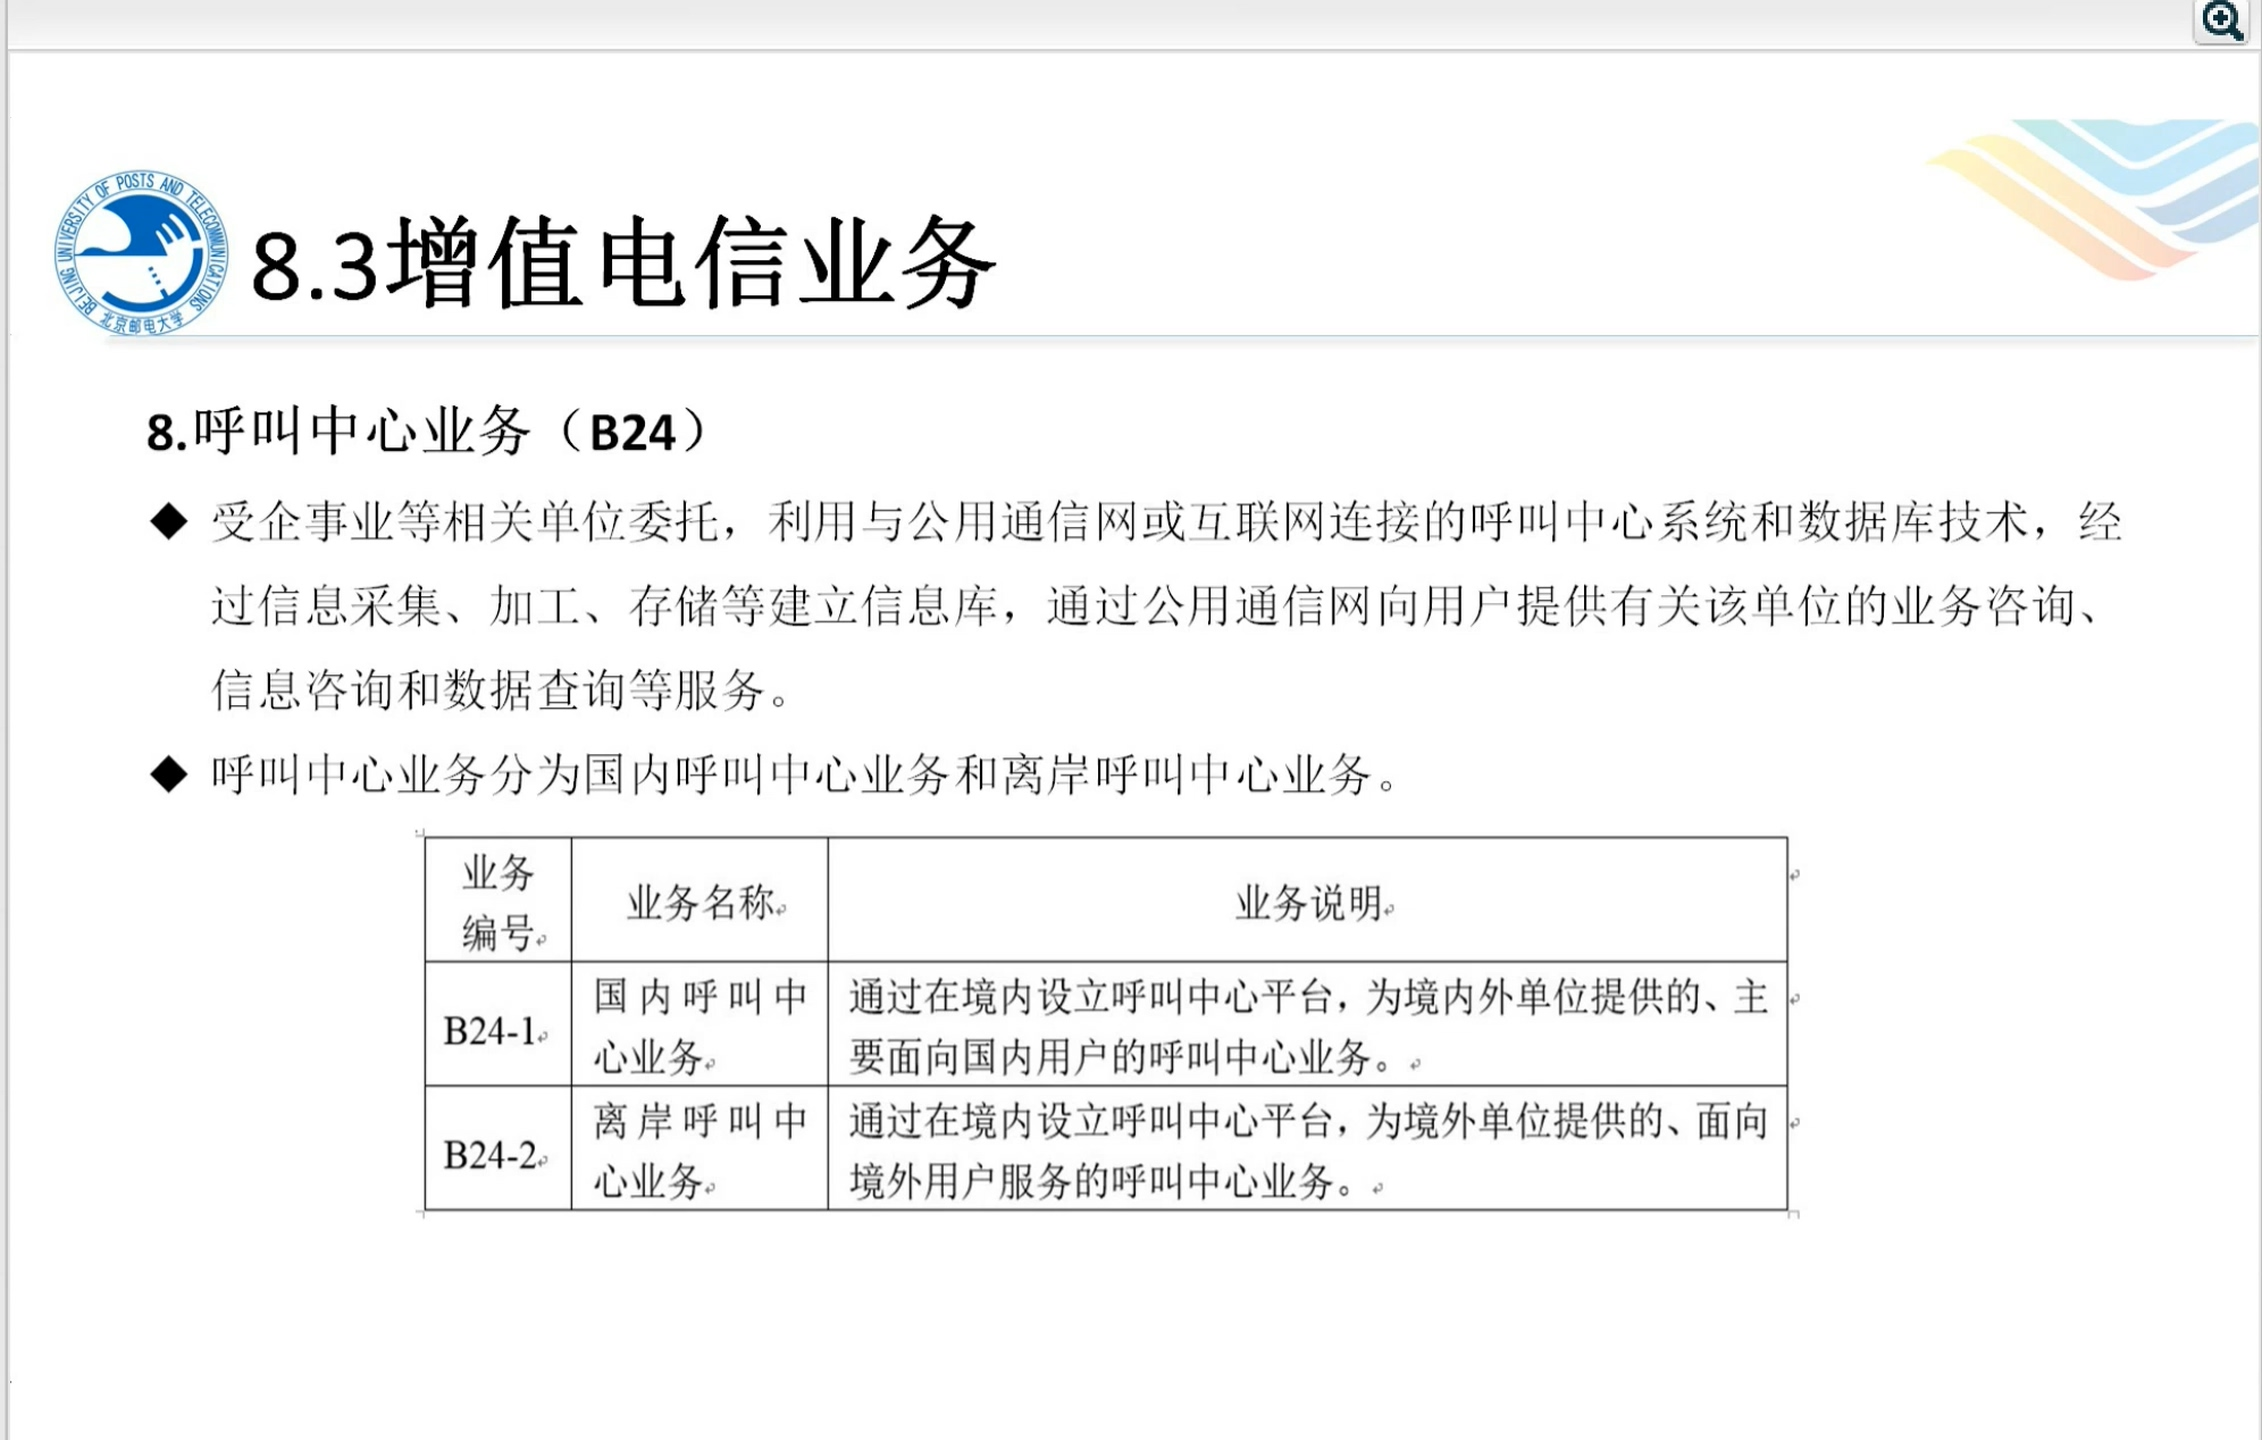 BEIJING UNIVERSITY OF POSTS AND TELECOMMUNICATIONS
北京邮电大学
8.3增值电信业务
8.呼叫中心业务（B24）
◆ 受企事业等相关单位委托，利用与公用通信网或互联网连接的呼叫中心系统和数据库技术，经
过信息采集、加工、存储等建立信息库，通过公用通信网向用户提供有关该单位的业务咨询、
信息咨询和数据查询等服务。
◆ 呼叫中心业务分为国内呼叫中心业务和离岸呼叫中心业务。
业务
编号
业务名称
业务说明
B24-1
国内呼叫中
心业务
通过在境内设立呼叫中心平台，为境内外单位提供的、主
要面向国内用户的呼叫中心业务。
B24-2
离岸呼叫中
心业务
通过在境内设立呼叫中心平台，为境外单位提供的、面向
境外用户服务的呼叫中心业务。